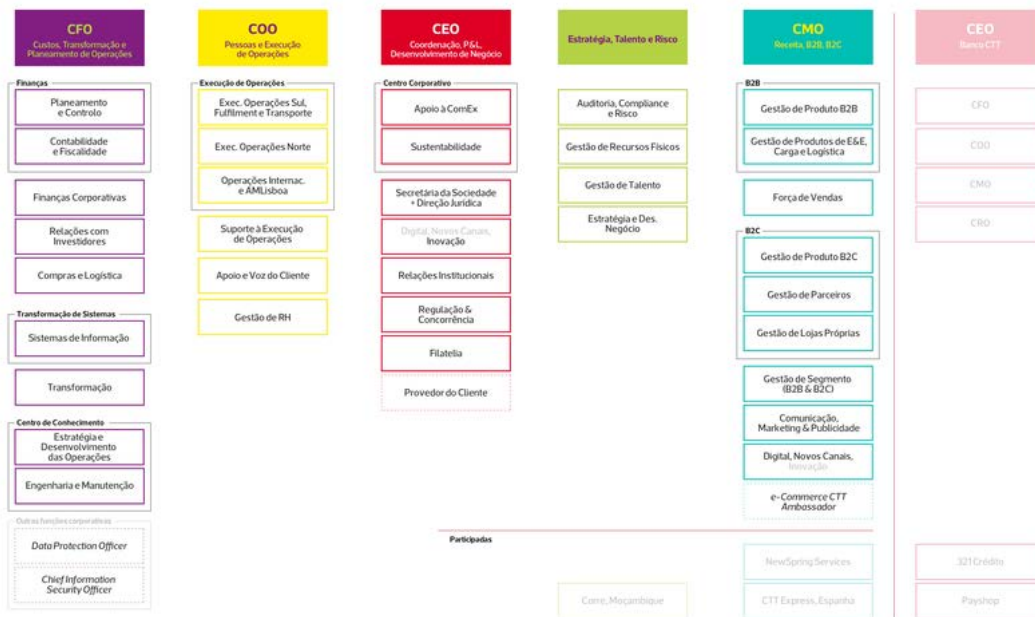 CFO
Custos, Transformação e
Planeamento de Operações
Finanças
Planeamento
e Controlo
Contabilidade
e Fiscalidade
Finanças Corporativas
Relações com
Investidores
Compras e Logística
Transformação de Sistemas
Sistemas de Informação
Transformação
Centro de Conhecimento
Estratégia e
Desenvolvimento
das Operações
Engenharia e Manutenção
Outras funções corporativas
Data Protection Officer
Chief Information
Security Officer
COO
Pessoas e Execução
de Operações
Execução de Operações
Exec. Operações Sul,
Fulfilment e Transporte
Exec. Operações Norte
Operações Internac.
e AMLisboa
Suporte à Execução
de Operações
Apoio e Voz do Cliente
Gestão de RH
CEO
Coordenação, P&L,
Desenvolvimento de Negócio
Centro Corporativo
Apoio à ComEx
Sustentabilidade
Secretária da Sociedade
+ Direção Jurídica
Digital, Novos Canais,
Inovação
Relações Institucionais
Regulação &
Concorrência
Filatelia
Provedor do Cliente
Estratégia, Talento e Risco
Auditoria, Compliance
e Risco
Gestão de Recursos Físicos
Gestão de Talento
Estratégia e Des.
Negócio
CMO
Receita, B2B, B2C
B2B
Gestão de Produto B2B
Gestão de Produtos de E&E,
Carga e Logística
Força de Vendas
B2C
Gestão de Produto B2C
Gestão de Parceiros
Gestão de Lojas Próprias
Gestão de Segmento
(B2B & B2C)
Comunicação,
Marketing & Publicidade
Digital, Novos Canais,
Inovação
e-Commerce CTT
Ambassador
CEO
Banco CTT
CFO
COO
CMO
CRO
Participadas
Corre, Moçambique
NewSpring Services
CTT Express, Espanha
321 Crédito
Payshop